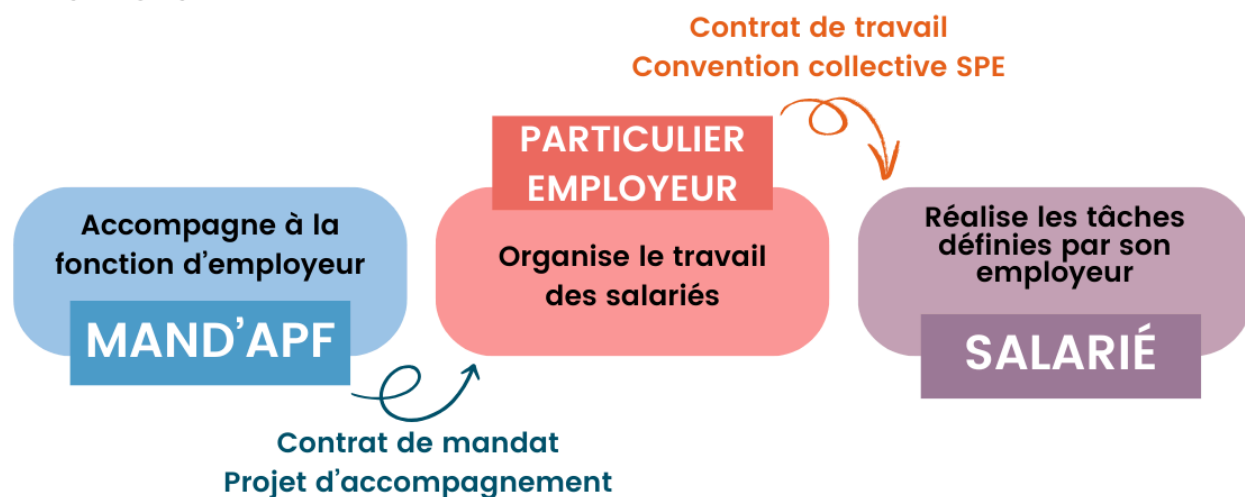 Contrat de travail
Convention collective SPE
PARTICULIER
EMPLOYEUR
Accompagne à la
fonction d'employeur
MAND'APF
Organise le travail
des salariés
Réalise les tâches
définies par son
employeur
SALARIÉ
Contrat de mandat
Projet d'accompagnement